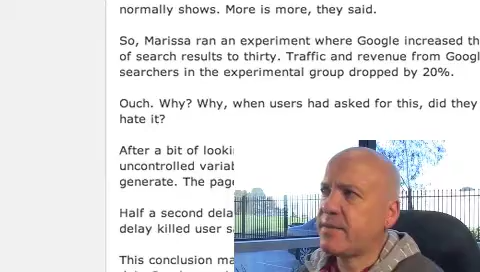 normally shows. More is more, they said.
So, Marissa ran an experiment where Google increased th
of search results to thirty. Traffic and revenue from Googl
searchers in the experimental group dropped by 20%.
Ouch. Why? Why, when users had asked for this, did they
hate it?
After a bit of looki
uncontrolled variab
generate. The page
Half a second dela
delay killed user sa
This conclusion ma